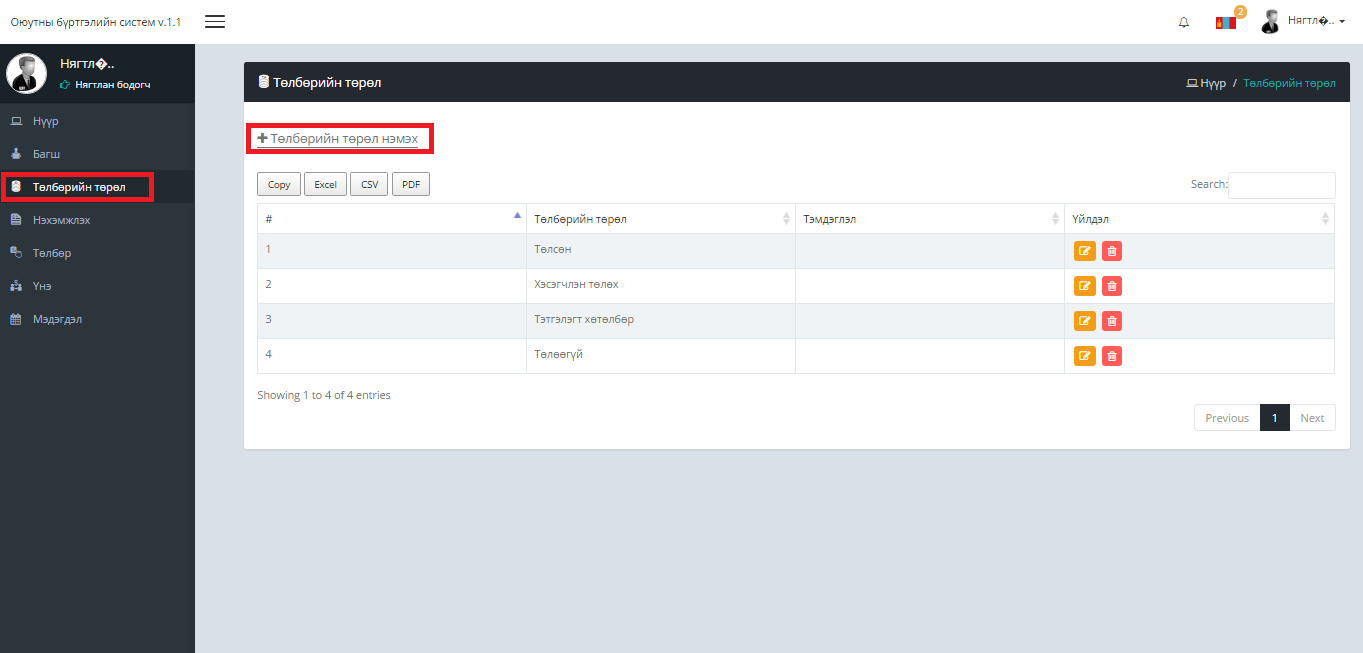 Оюутны бүртгэлийн систем v.1.1
2
Нягтл�..
Нягтл�..
Нягтлан бодогч
Нүүр
Багш
Төлбөрийн төрөл
Нэхэмжлэх
Төлбөр
Үнэ
Мэдэгдэл
Төлбөрийн төрөл
Нүүр / Төлбөрийн төрөл
Төлбөрийн төрөл нэмэх
Copy Excel CSV PDF
Search:
# Төлбөрийн төрөл Тэмдэглэл Үйлдэл
1 Төлсөн
2 Хэсэгчлэн төлөх
3 Тэтгэлэгт хөтөлбөр
4 Төлөөгүй
Showing 1 to 4 of 4 entries
Previous 1 Next